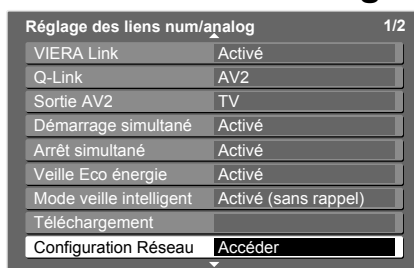 Réglage des liens num/analog 1/2
VIERA Link Activé
Q-Link AV2
Sortie AV2 TV
Démarrage simultané Activé
Arrêt simultané Activé
Veille Eco énergie Activé
Mode veille intelligent Activé (sans rappel)
Téléchargement
Configuration Réseau Accéder